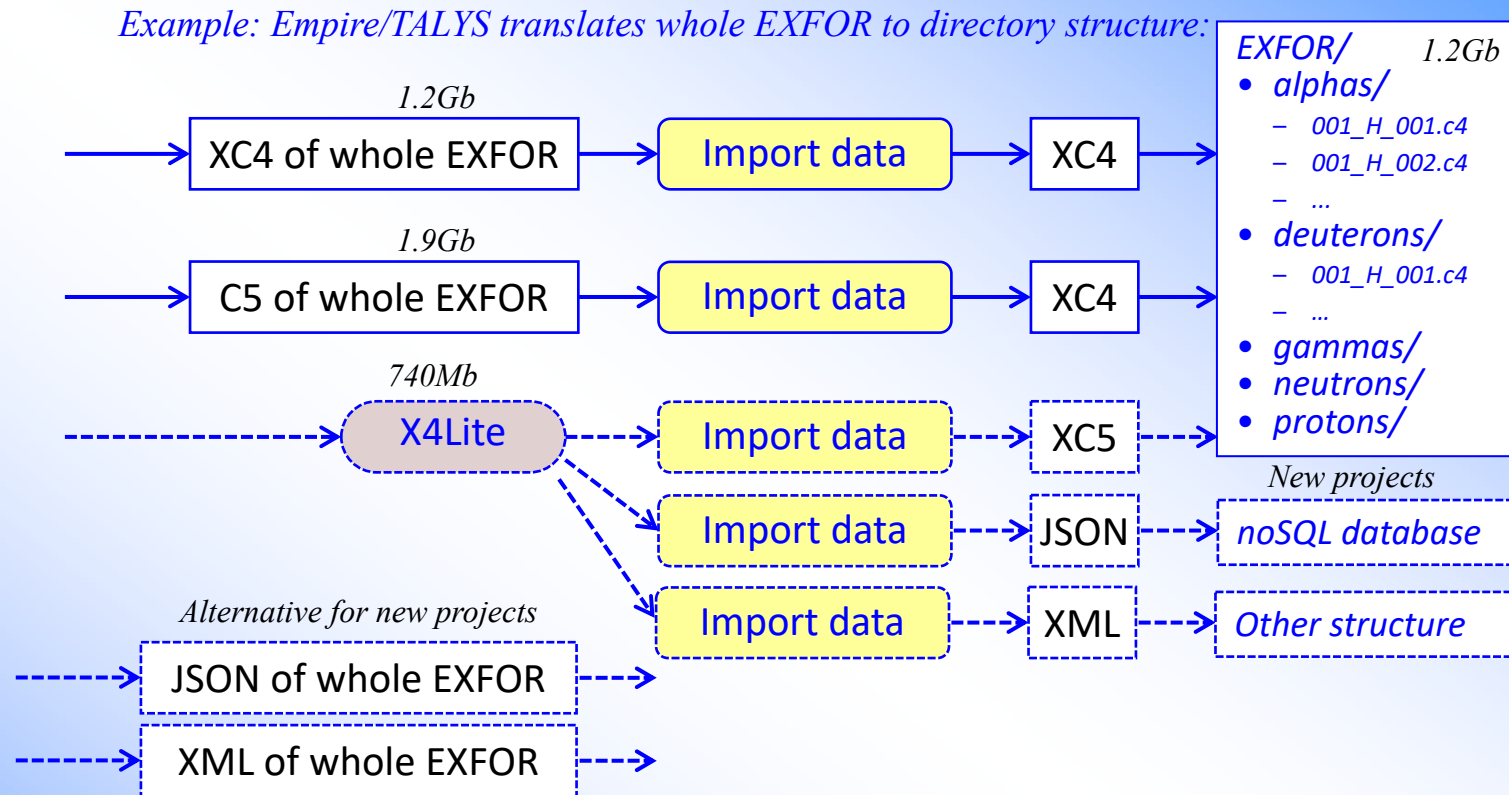 Example: Empire/TALYS translates whole EXFOR to directory structure:
1.2Gb
XC4 of whole EXFOR
Import data
XC4
1.9Gb
C5 of whole EXFOR
Import data
XC4
740Mb
X4Lite
Import data
XC5
Import data
JSON
Import data
XML
EXFOR/ 1.2Gb
• alphas/
– 001_H_001.c4
– 001_H_002.c4
– ...
• deuterons/
– 001_H_001.c4
– ...
• gammas/
• neutrons/
• protons/
New projects
noSQL database
Other structure
Alternative for new projects
JSON of whole EXFOR
XML of whole EXFOR